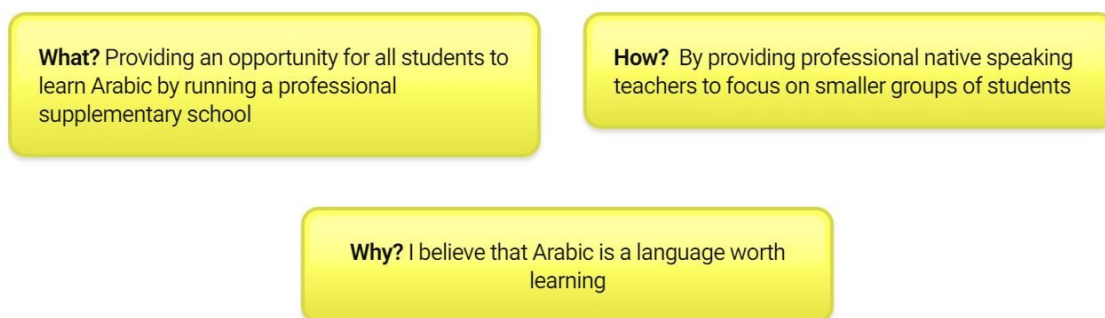 What? Providing an opportunity for all students to
learn Arabic by running a professional
supplementary school
How? By providing professional native speaking
teachers to focus on smaller groups of students
Why? I believe that Arabic is a language worth
learning